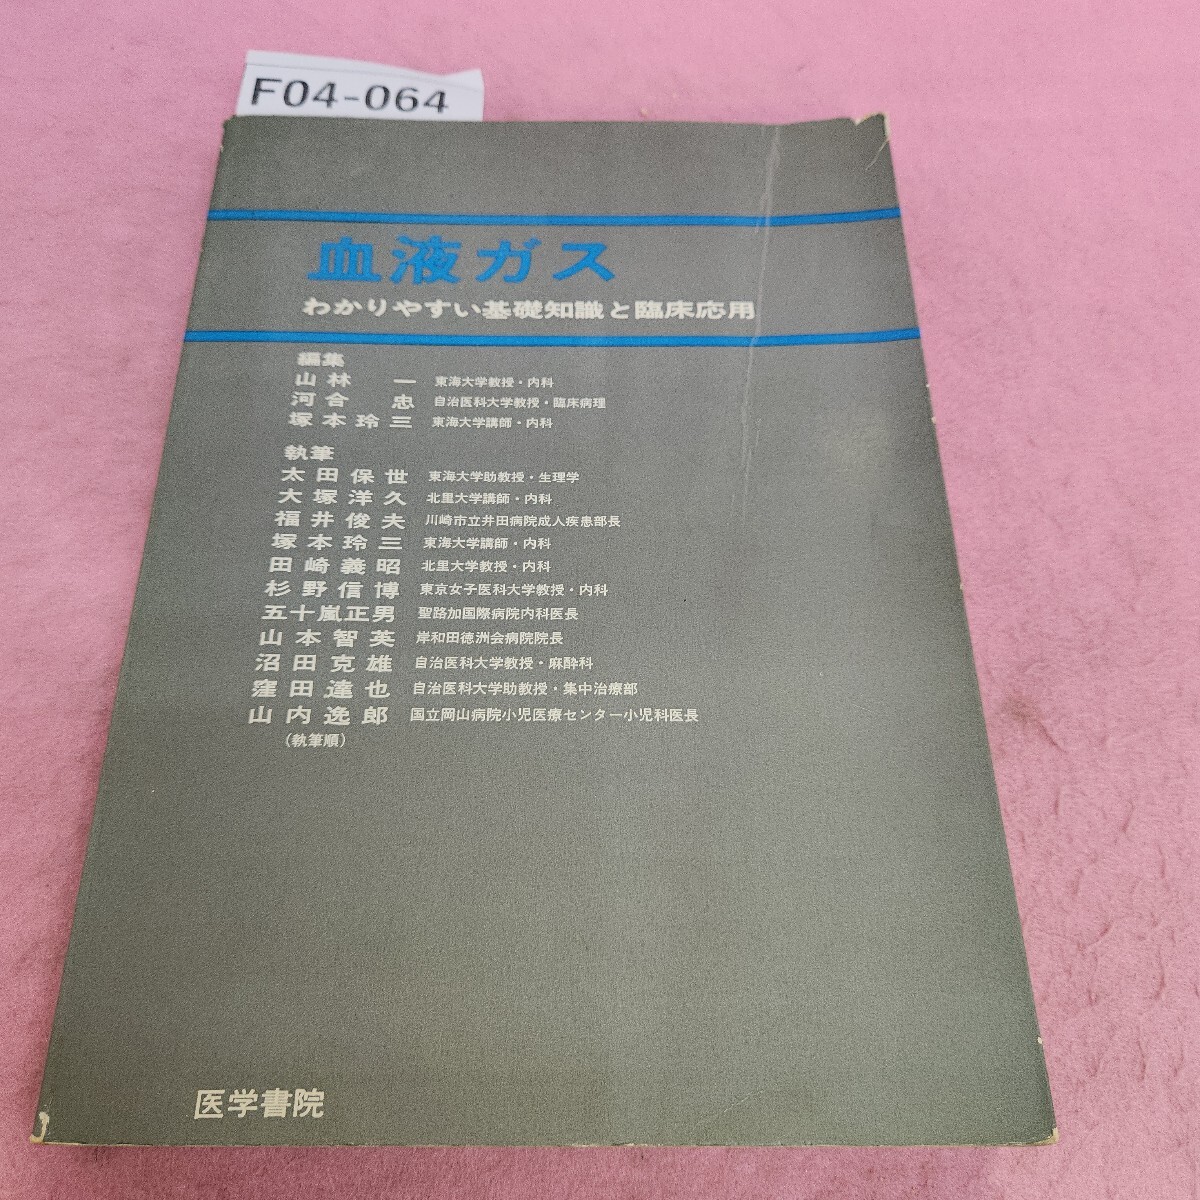 F04-064
血液ガス
わかりやすい基礎知識と臨床応用
編集
山林 一 東海大学教授・内科
河合 忠 自治医科大学教授・臨床病理
塚本玲三 東海大学講師・内科
執筆
太田保世 東海大学助教授・生理学
大塚洋久 北里大学講師・内科
福井俊夫 川崎市立井田病院成人疾患部長
塚本玲三 東海大学講師・内科
田崎義昭 北里大学教授・内科
杉野信博 東京女子医科大学教授・内科
五十嵐正男 聖路加国際病院内科医長
山本智英 岸和田徳洲会病院院長
沼田克雄 自治医科大学教授・麻酔科
窪田達也 自治医科大学助教授・集中治療部
山内逸郎 国立岡山病院小児医療センター小児科医長
(執筆順)
医学書院